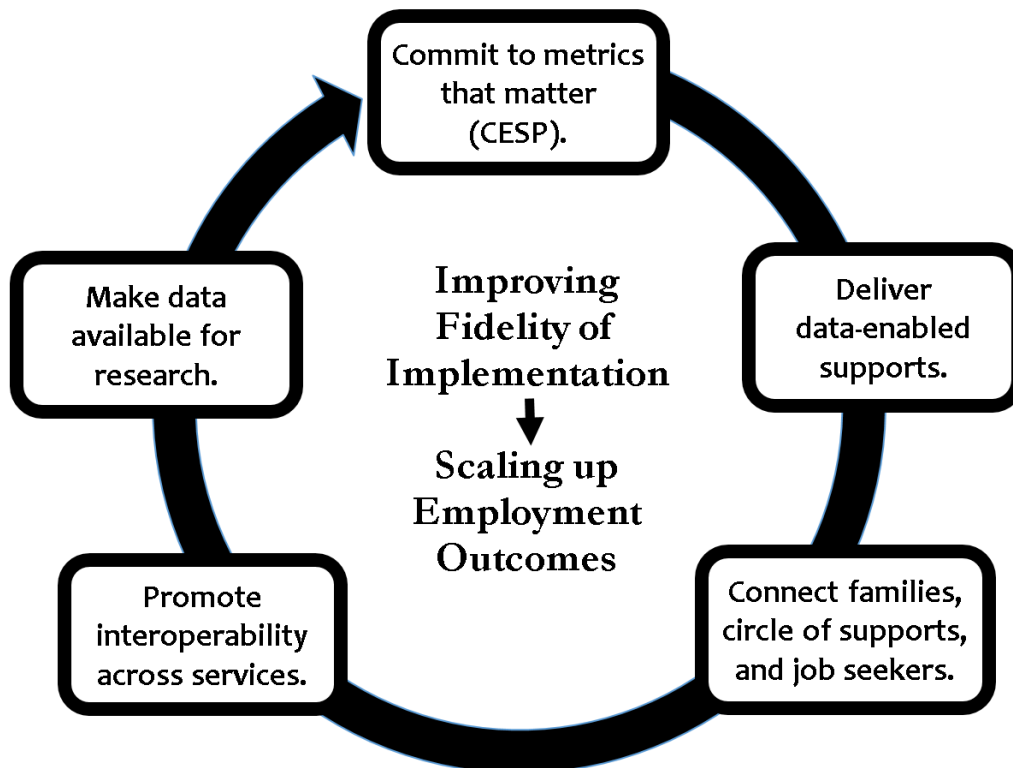 Commit to metrics
that matter
(CESP).
Deliver
data-enabled
supports.
Connect families,
circle of supports,
and job seekers.
Promote
interoperability
across services.
Make data
available for
research.
Improving
Fidelity of
Implementation
Scaling up
Employment
Outcomes